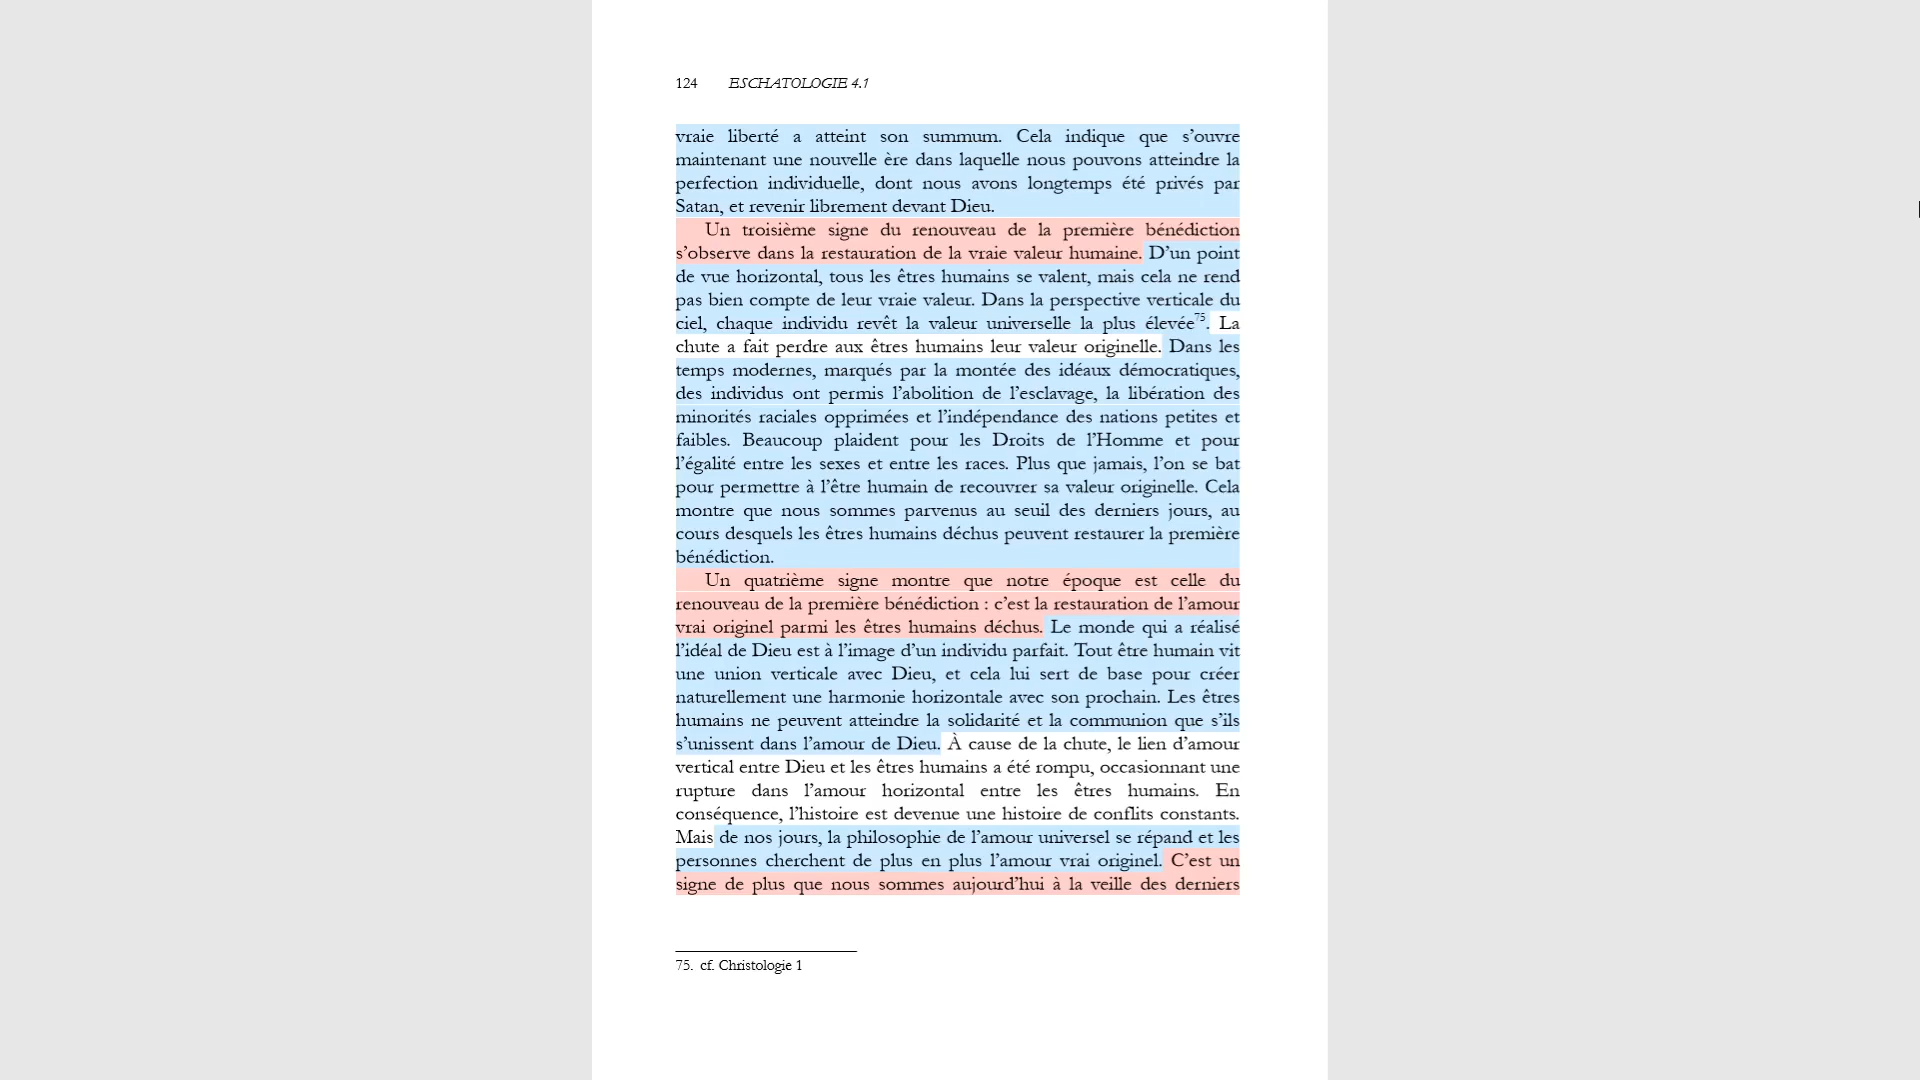 124 ESCHATOLOGIE 4.1
vraie liberté a atteint son summum. Cela indique que s’ouvre
maintenant une nouvelle ère dans laquelle nous pouvons atteindre la
perfection individuelle, dont nous avons longtemps été privés par
Satan, et revenir librement devant Dieu.
Un troisième signe du renouveau de la première bénédiction
s’observe dans la restauration de la vraie valeur humaine. D’un point
de vue horizontal, tous les êtres humains se valent, mais cela ne rend
pas bien compte de leur vraie valeur. Dans la perspective verticale du
ciel, chaque individu revêt la valeur universelle la plus élevée75. La
chute a fait perdre aux êtres humains leur valeur originelle. Dans les
temps modernes, marqués par la montée des idéaux démocratiques,
des individus ont permis l’abolition de l’esclavage, la libération des
minorités raciales opprimées et l’indépendance des nations petites et
faibles. Beaucoup plaident pour les Droits de l’Homme et pour
l’égalité entre les sexes et entre les races. Plus que jamais, l’on se bat
pour permettre à l’être humain de recouvrer sa valeur originelle. Cela
montre que nous sommes parvenus au seuil des derniers jours, au
cours desquels les êtres humains déchus peuvent restaurer la première
bénédiction.
Un quatrième signe montre que notre époque est celle du
renouveau de la première bénédiction : c’est la restauration de l’amour
vrai originel parmi les êtres humains déchus. Le monde qui a réalisé
l’idéal de Dieu est à l’image d’un individu parfait. Tout être humain vit
une union verticale avec Dieu, et cela lui sert de base pour créer
naturellement une harmonie horizontale avec son prochain. Les êtres
humains ne peuvent atteindre la solidarité et la communion que s’ils
s’unissent dans l’amour de Dieu. À cause de la chute, le lien d’amour
vertical entre Dieu et les êtres humains a été rompu, occasionnant une
rupture dans l’amour horizontal entre les êtres humains. En
conséquence, l’histoire est devenue une histoire de conflits constants.
Mais de nos jours, la philosophie de l’amour universel se répand et les
personnes cherchent de plus en plus l’amour vrai originel. C’est un
signe de plus que nous sommes aujourd’hui à la veille des derniers
75. cf. Christologie 1